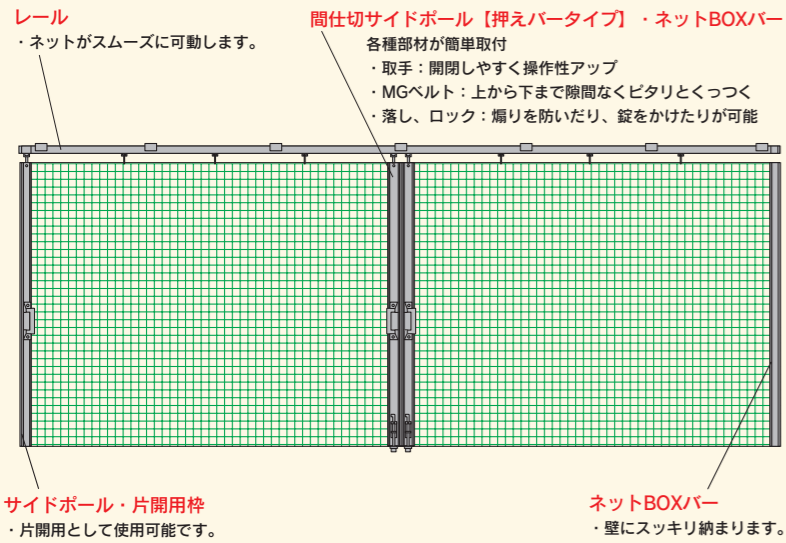 レール
・ネットがスムーズに可動します。
間仕切サイドポール【押えバータイプ】・ネットBOXバー
各種部材が簡単取付
・取手：開閉しやすく操作性アップ
・MGベルト：上から下まで隙間なくピタリとくっつく
・落し、ロック：煽りを防いだり、錠をかけたりが可能
サイドポール・片開用枠
・片開用として使用可能です。
ネットBOXバー
・壁にスッキリ納まります。